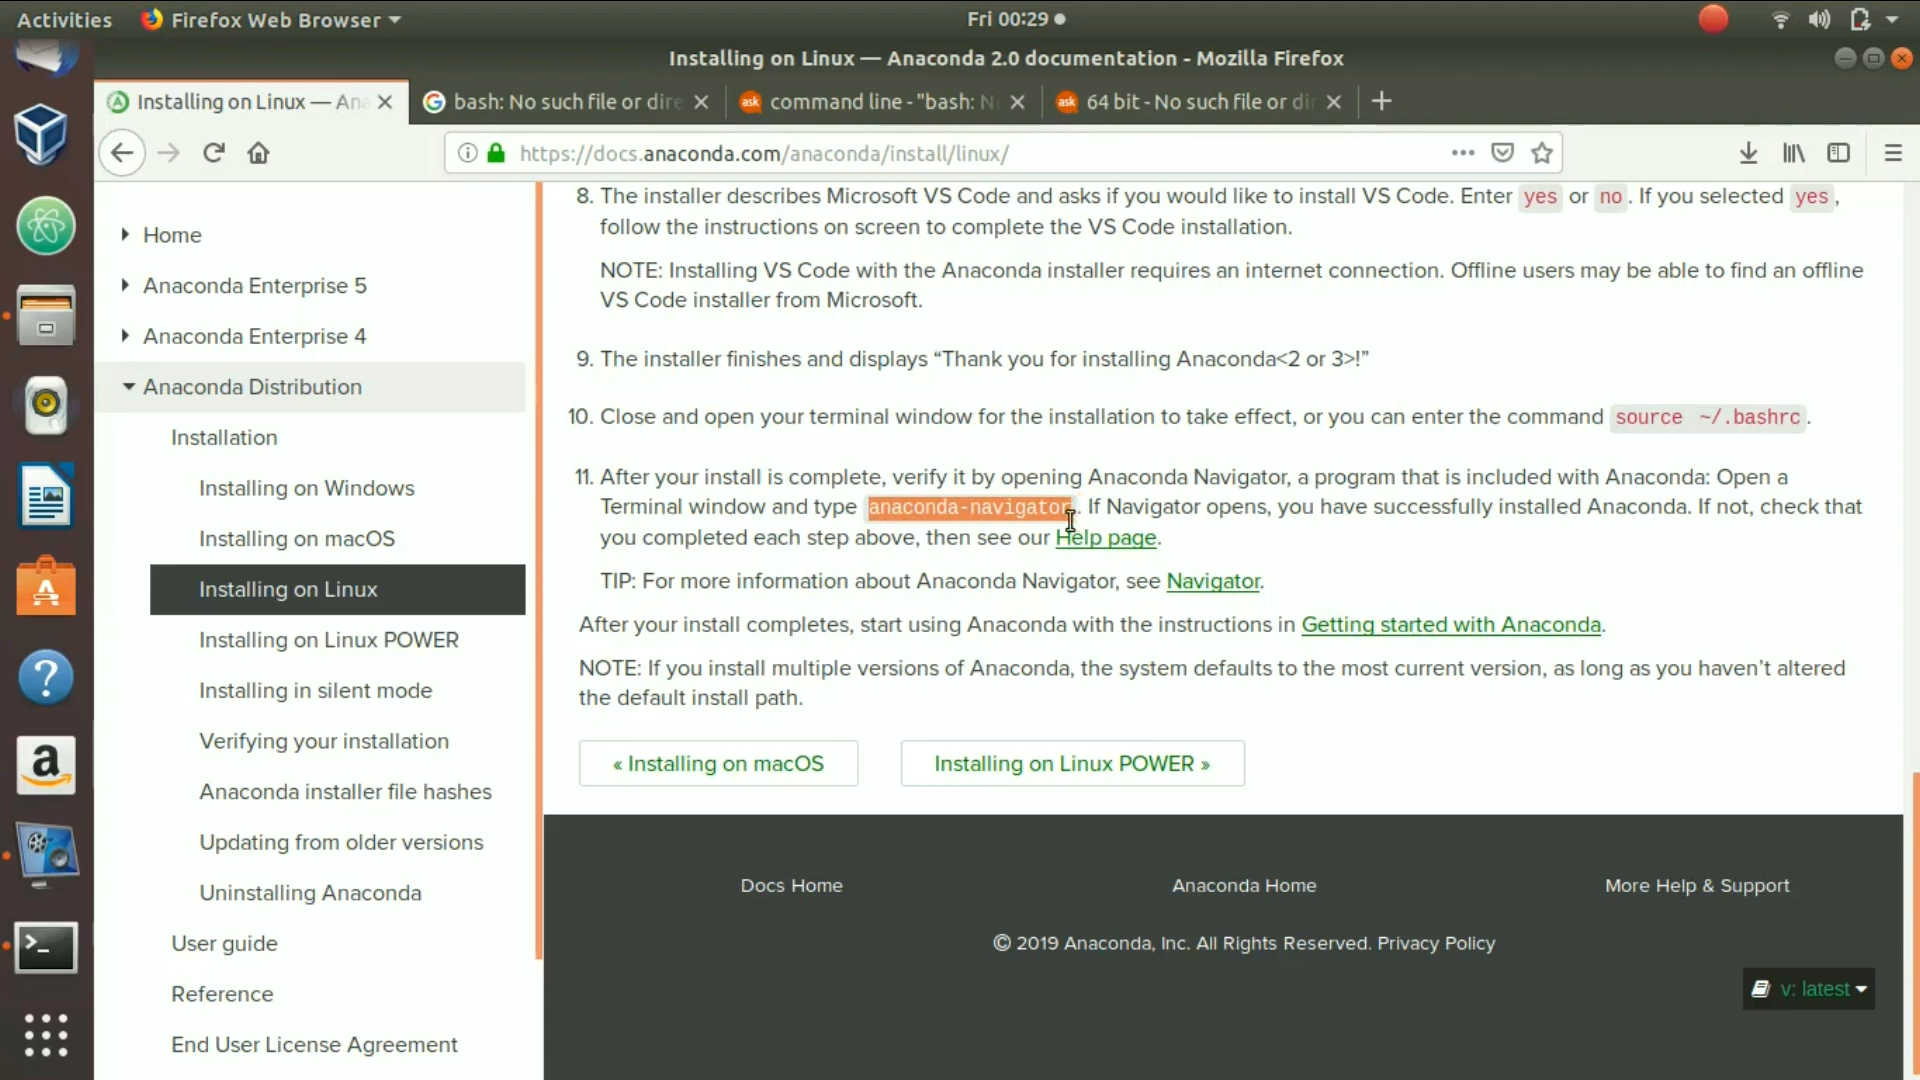 Activities
Firefox Web Browser
Fri 00:29
Installing on Linux — Anaconda 2.0 documentation - Mozilla Firefox
Installing on Linux — Ana
bash: No such file or dire
ask
command line - "bash: N
ask
64 bit - No such file or di
https://docs.anaconda.com/anaconda/install/linux/
Home
Anaconda Enterprise 5
Anaconda Enterprise 4
Anaconda Distribution
Installation
Installing on Windows
Installing on macOS
Installing on Linux
Installing on Linux POWER
Installing in silent mode
Verifying your installation
Anaconda installer file hashes
Updating from older versions
Uninstalling Anaconda
User guide
Reference
End User License Agreement
8. The installer describes Microsoft VS Code and asks if you would like to install VS Code. Enter yes or no . If you selected yes ,
follow the instructions on screen to complete the VS Code installation.
NOTE: Installing VS Code with the Anaconda installer requires an internet connection. Offline users may be able to find an offline
VS Code installer from Microsoft.
9. The installer finishes and displays “Thank you for installing Anaconda<2 or 3>!”
10. Close and open your terminal window for the installation to take effect, or you can enter the command source ~/.bashrc .
11. After your install is complete, verify it by opening Anaconda Navigator, a program that is included with Anaconda: Open a
Terminal window and type anaconda-navigator . If Navigator opens, you have successfully installed Anaconda. If not, check that
you completed each step above, then see our Help page.
TIP: For more information about Anaconda Navigator, see Navigator.
After your install completes, start using Anaconda with the instructions in Getting started with Anaconda.
NOTE: If you install multiple versions of Anaconda, the system defaults to the most current version, as long as you haven’t altered
the default install path.
« Installing on macOS
Installing on Linux POWER »
Docs Home
Anaconda Home
More Help & Support
© 2019 Anaconda, Inc. All Rights Reserved. Privacy Policy
v: latest